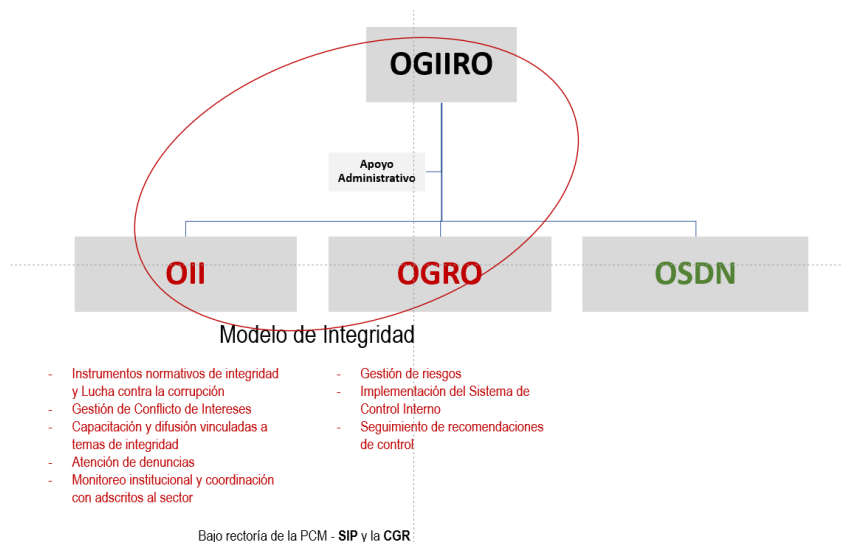 OGIIRO
Apoyo
Administrativo
OII
OGRO
OSDN
Modelo de Integridad
- Instrumentos normativos de integridad
y Lucha contra la corrupción
- Gestión de Conflicto de Intereses
- Capacitación y difusión vinculadas a
temas de integridad
- Atención de denuncias
- Monitoreo institucional y coordinación
con adscritos al sector
- Gestión de riesgos
- Implementación del Sistema de
Control Interno
- Seguimiento de recomendaciones
de control
Bajo rectoría de la PCM - SIP y la CGR